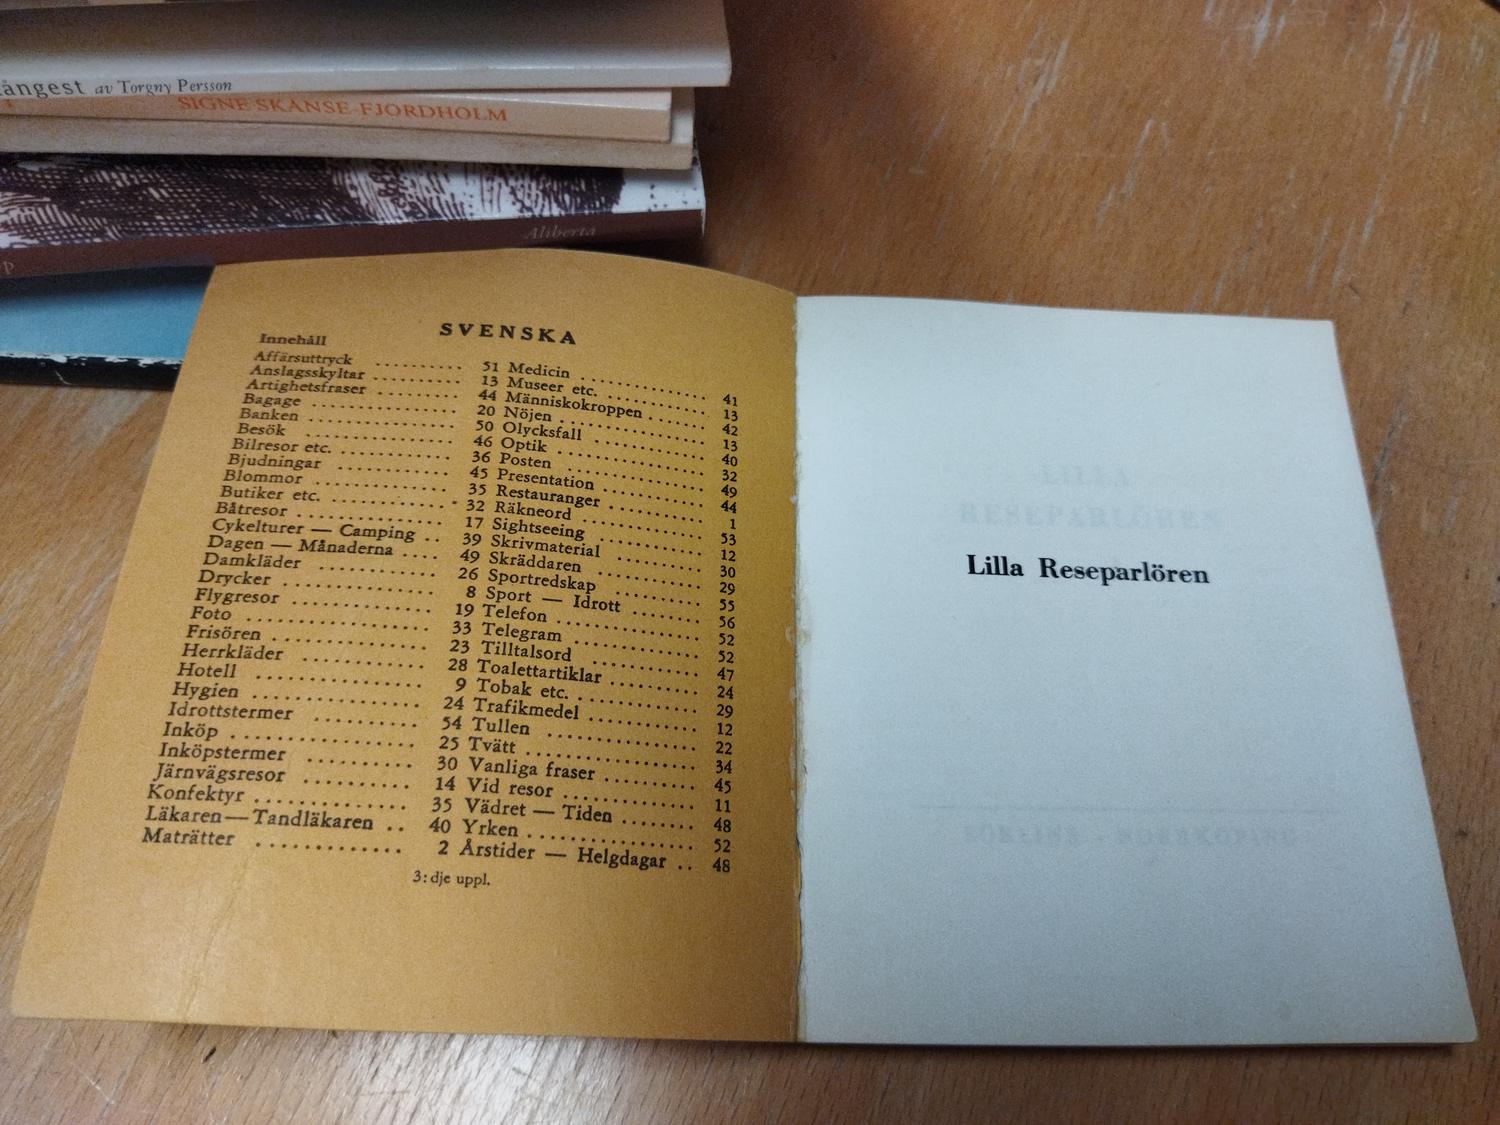 ångest av Torgny Persson
SIGNE SKANSE-FJORDHOLM
Aliberta
SVENSKA
Innehåll
Affärsuttryck .......... 51
Anslagsskyltar .......... 13
Artighetsfraser .......... 44
Bagage .......... 20
Banken .......... 50
Besök .......... 46
Bilresor etc. .......... 36
Bjudningar .......... 45
Blommor .......... 35
Butiker etc. .......... 32
Båtresor .......... 17
Cykelturer — Camping .. 39
Dagen — Månaderna .... 49
Damkläder .......... 26
Drycker .......... 8
Flygresor .......... 19
Foto .......... 33
Frisören .......... 23
Herrkläder .......... 28
Hotell .......... 9
Hygien .......... 24
Idrottstermer .......... 54
Inköp .......... 25
Inköpstermer .......... 30
Järnvägsresor .......... 14
Konfektyr .......... 35
Läkaren—Tandläkaren .. 40
Maträtter .......... 2
Medicin .......... 41
Museer etc. .......... 13
Människokroppen .......... 42
Nöjen .......... 13
Olycksfall .......... 40
Optik .......... 32
Posten .......... 49
Presentation .......... 44
Restauranger .......... 1
Räkneord .......... 53
Sightseeing .......... 12
Skrivmaterial .......... 30
Skräddaren .......... 29
Sportredskap .......... 55
Sport — Idrott .......... 56
Telefon .......... 52
Telegram .......... 52
Tilltalsord .......... 47
Toalettartiklar .......... 24
Tobak etc. .......... 29
Trafikmedel .......... 12
Tullen .......... 22
Tvätt .......... 34
Vanliga fraser .......... 45
Vid resor .......... 11
Vädret — Tiden .......... 48
Yrken .......... 52
Årstider — Helgdagar .. 48
3:dje uppl.
Lilla Reseparlören